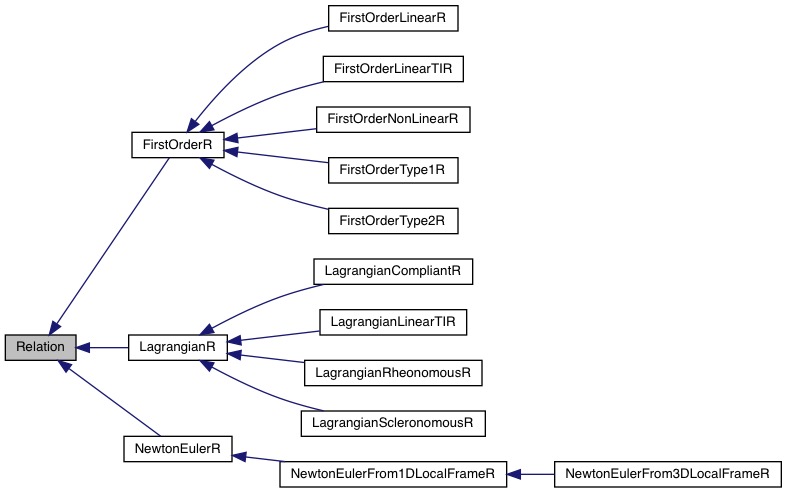 FirstOrderLinearR
FirstOrderLinearTIR
FirstOrderNonLinearR
FirstOrderR
FirstOrderType1R
FirstOrderType2R
LagrangianCompliantR
LagrangianLinearTIR
Relation
LagrangianR
LagrangianRheonomousR
LagrangianScleronomousR
NewtonEulerR
NewtonEulerFrom1DLocalFrameR
NewtonEulerFrom3DLocalFrameR